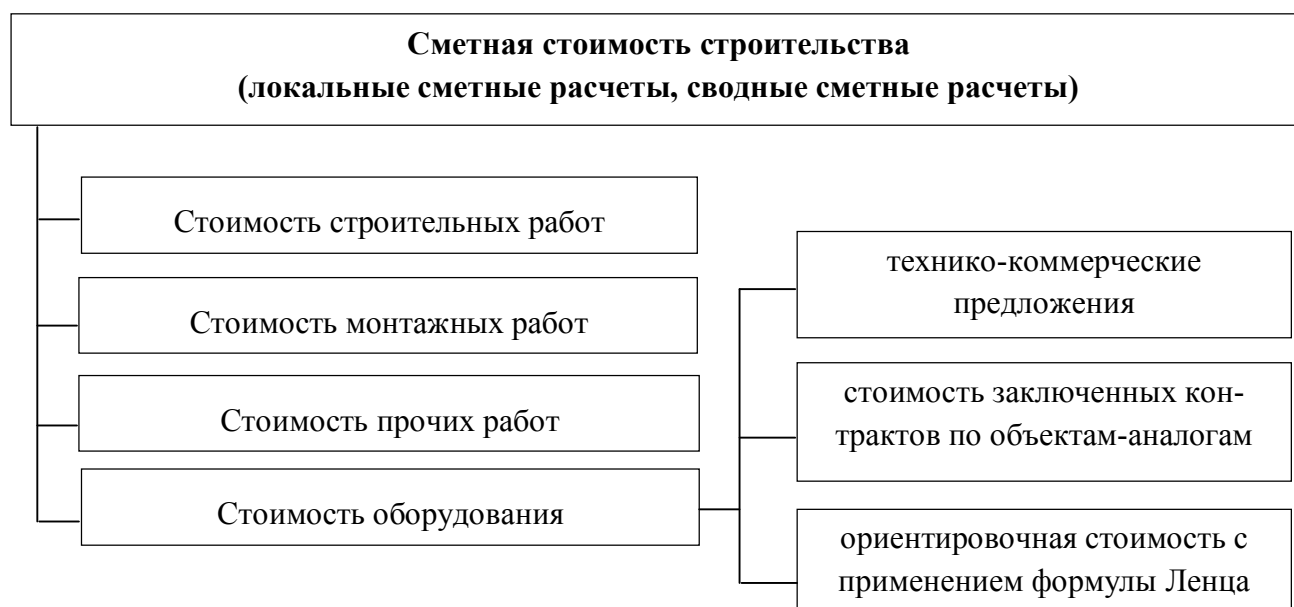 Сметная стоимость строительства
(локальные сметные расчеты, сводные сметные расчеты)
Стоимость строительных работ
Стоимость монтажных работ
Стоимость прочих работ
Стоимость оборудования
технико-коммерческие
предложения
стоимость заключенных кон-
трактов по объектам-аналогам
ориентировочная стоимость с
применением формулы Ленца